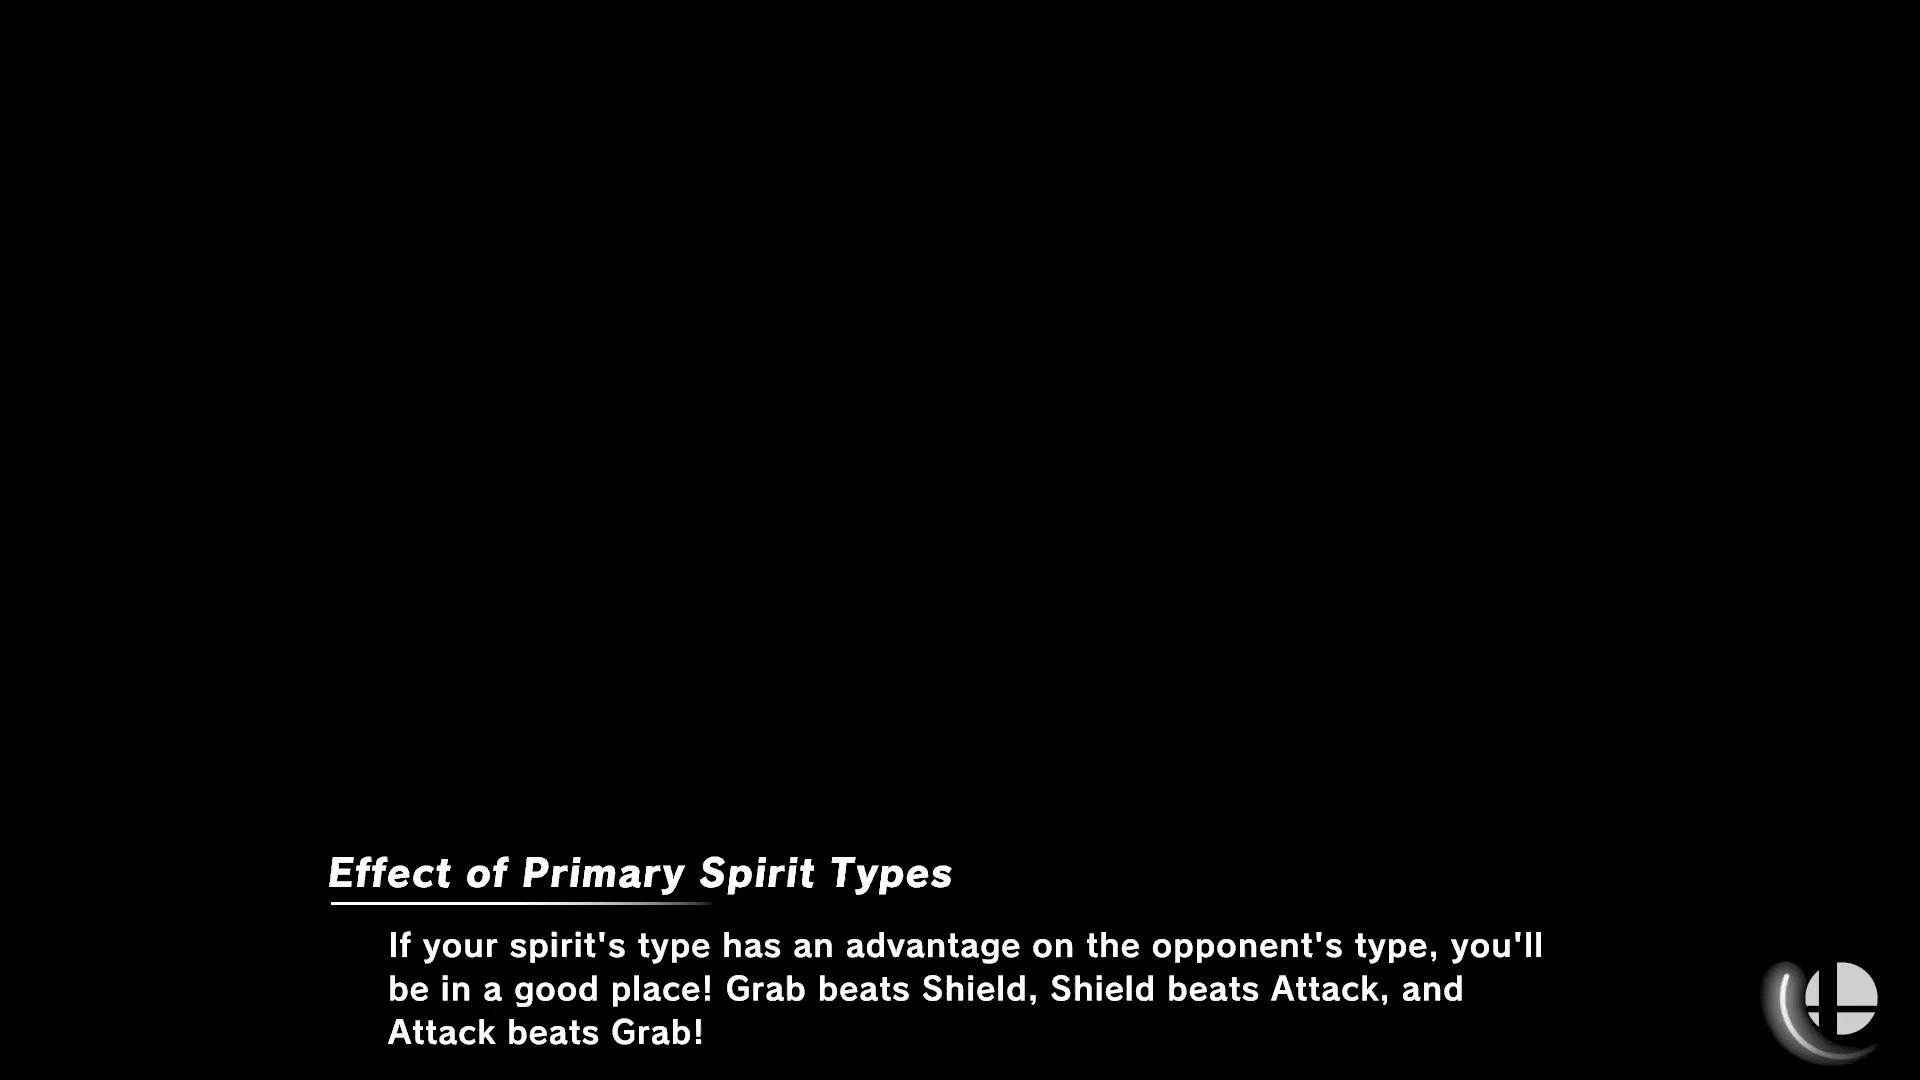 Effect of Primary Spirit Types
If your spirit's type has an advantage on the opponent's type, you'll
be in a good place! Grab beats Shield, Shield beats Attack, and
Attack beats Grab!